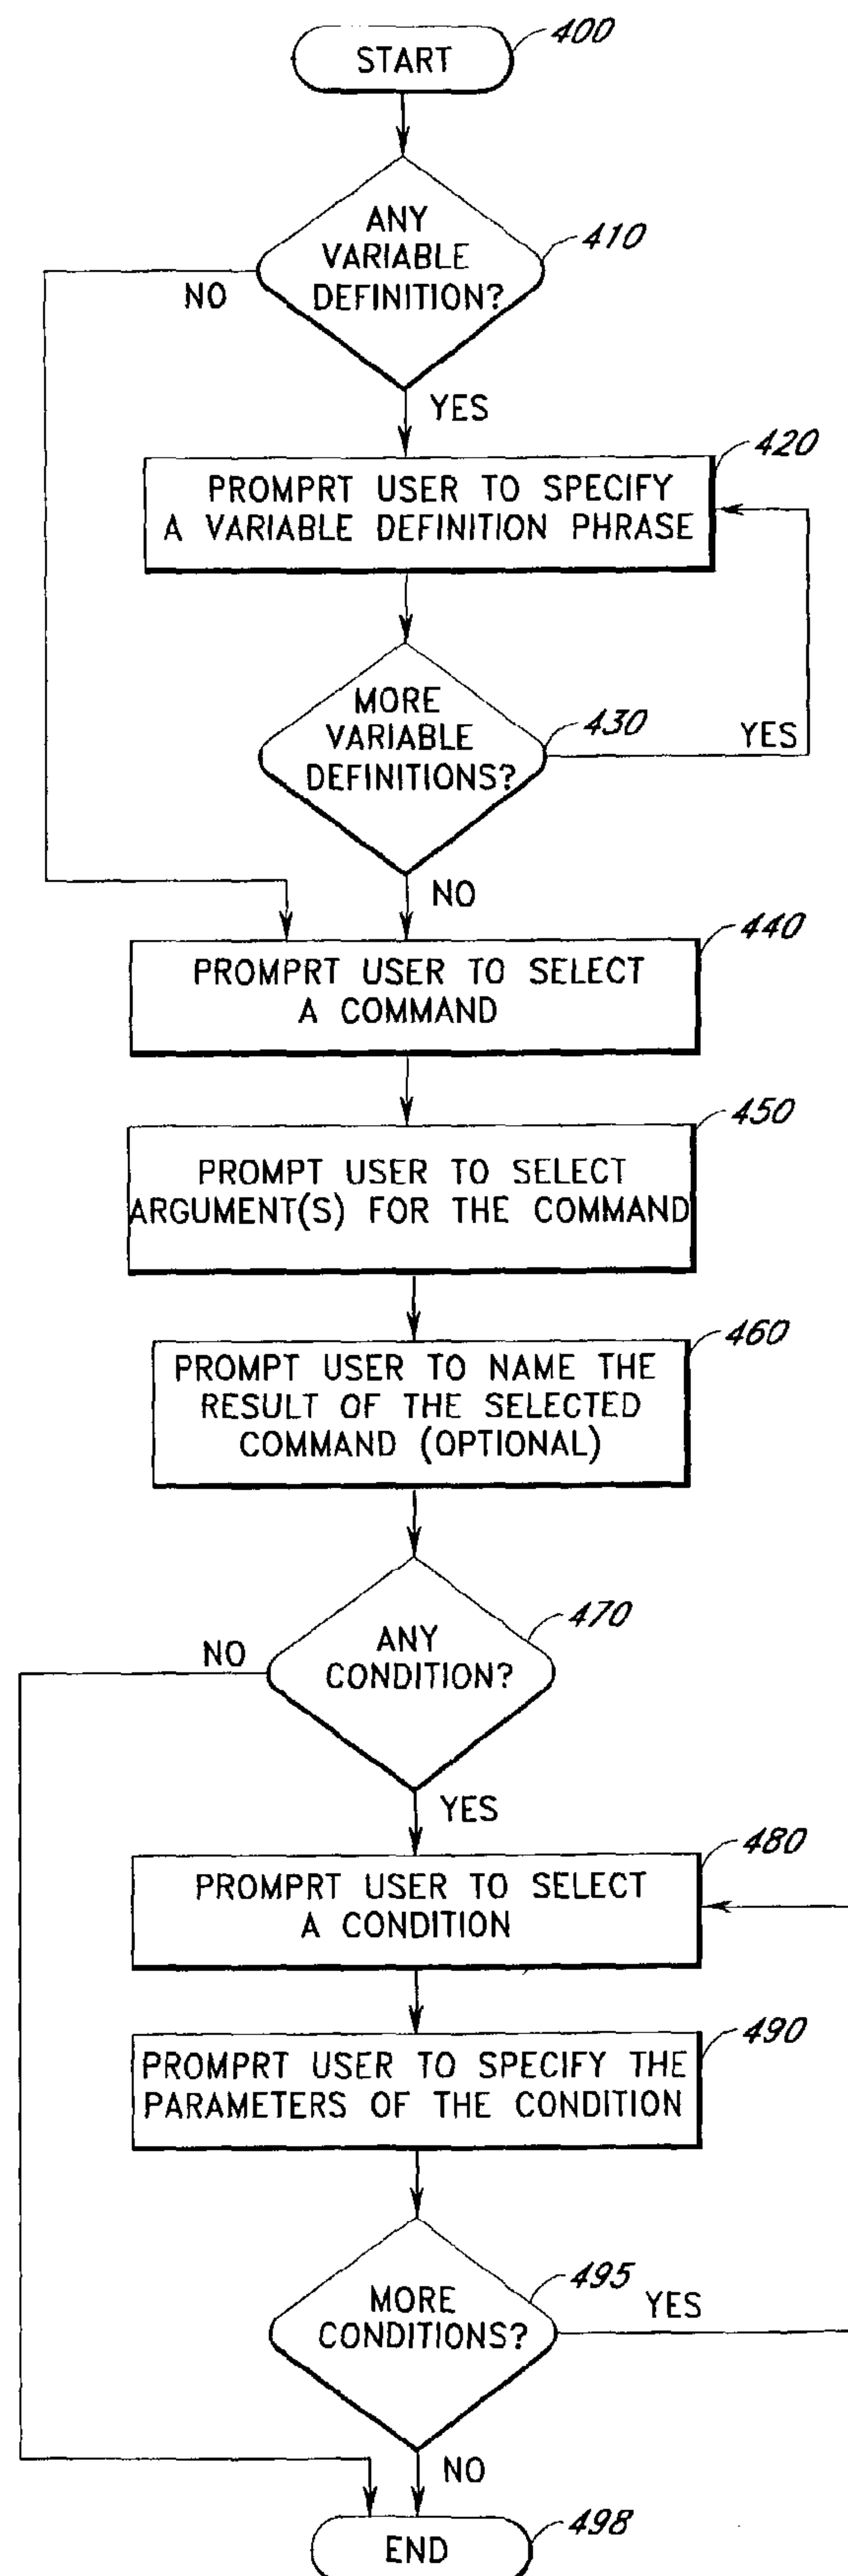 START
400
ANY
VARIABLE
DEFINITION?
410
NO
YES
420
PROMPRT USER TO SPECIFY
A VARIABLE DEFINITION PHRASE
MORE
VARIABLE
DEFINITIONS?
430
YES
NO
440
PROMPRT USER TO SELECT
A COMMAND
450
PROMPT USER TO SELECT
ARGUMENT(S) FOR THE COMMAND
460
PROMPT USER TO NAME THE
RESULT OF THE SELECTED
COMMAND (OPTIONAL)
470
NO
ANY
CONDITION?
YES
480
PROMPRT USER TO SELECT
A CONDITION
490
PROMPRT USER TO SPECIFY THE
PARAMETERS OF THE CONDITION
495
MORE
CONDITIONS?
YES
NO
498
END